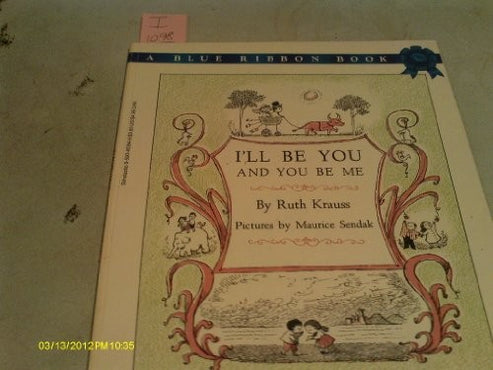 I
1098
A BLUE RIBBON BOOK
I'LL BE YOU
AND YOU BE ME
By Ruth Krauss
Pictures by Maurice Sendak
03/13/2012 PM 10:35